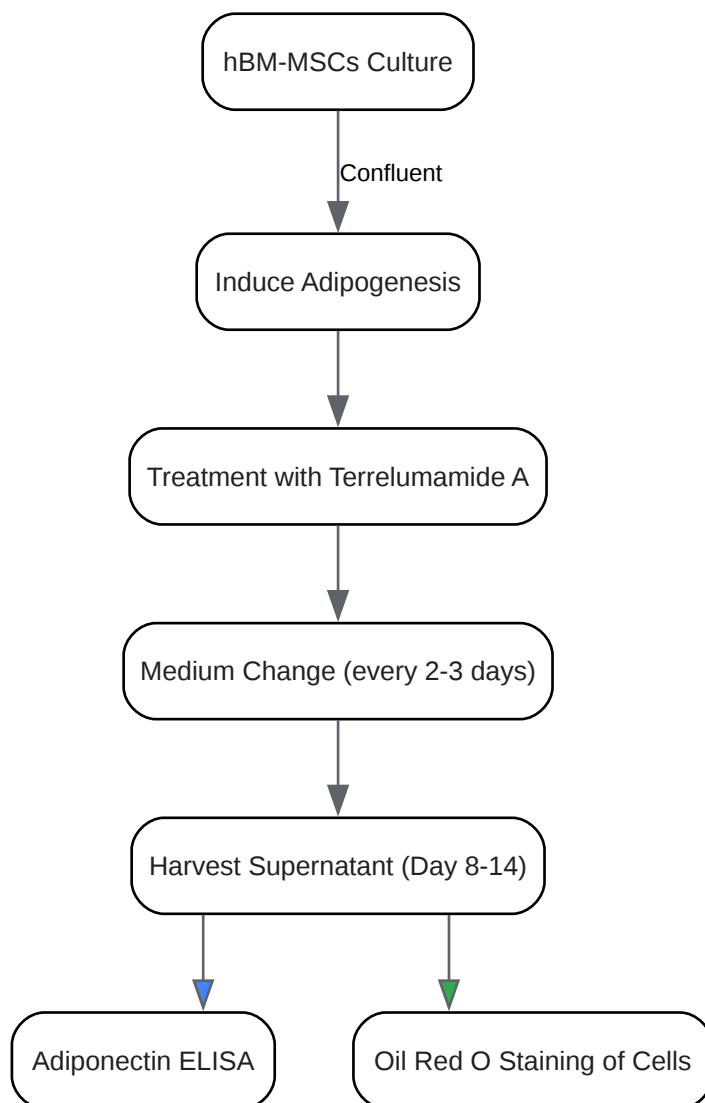 hBM-MSCs Culture
Confluent
Induce Adipogenesis
Treatment with Terrelumamide A
Medium Change (every 2-3 days)
Harvest Supernatant (Day 8-14)
Adiponectin ELISA
Oil Red O Staining of Cells